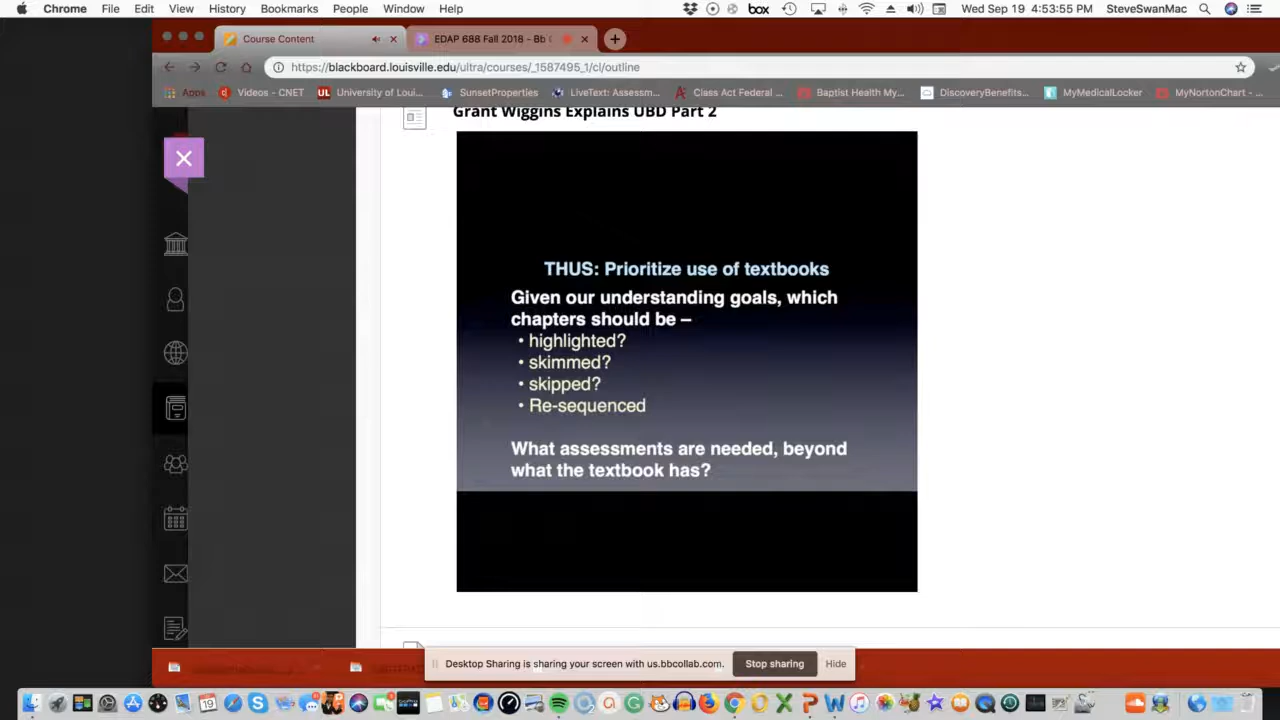 Chrome File Edit View History Bookmarks People Window Help box Wed Sep 19 4:53:55 PM SteveSwanMac
Course Content EDAP 688 Fall 2018 - Bb
https://blackboard.louisville.edu/ultra/courses/_1587495_1/cl/outline
Apps Videos - CNET UL University of Loui... SunsetProperties LiveText: Assessm... Class Act Federal ... Baptist Health My... DiscoveryBenefits... MyMedicalLocker MyNortonChart - ...
Grant Wiggins Explains UBD Part 2
THUS: Prioritize use of textbooks
Given our understanding goals, which
chapters should be –
• highlighted?
• skimmed?
• skipped?
• Re-sequenced
What assessments are needed, beyond
what the textbook has?
Desktop Sharing is sharing your screen with us.bbcollab.com. Stop sharing Hide